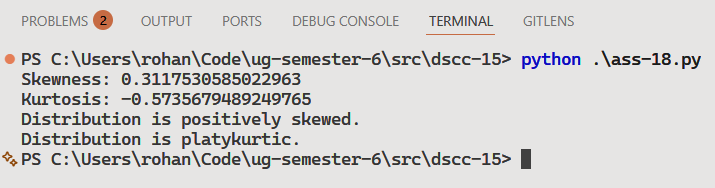 PROBLEMS 2 OUTPUT PORTS DEBUG CONSOLE TERMINAL GITLENS
PS C:\Users\rohan\Code\ug-semester-6\src\dscc-15> python .\ass-18.py
Skewness: 0.3117530585022963
Kurtosis: -0.5735679489249765
Distribution is positively skewed.
Distribution is platykurtic.
PS C:\Users\rohan\Code\ug-semester-6\src\dscc-15>